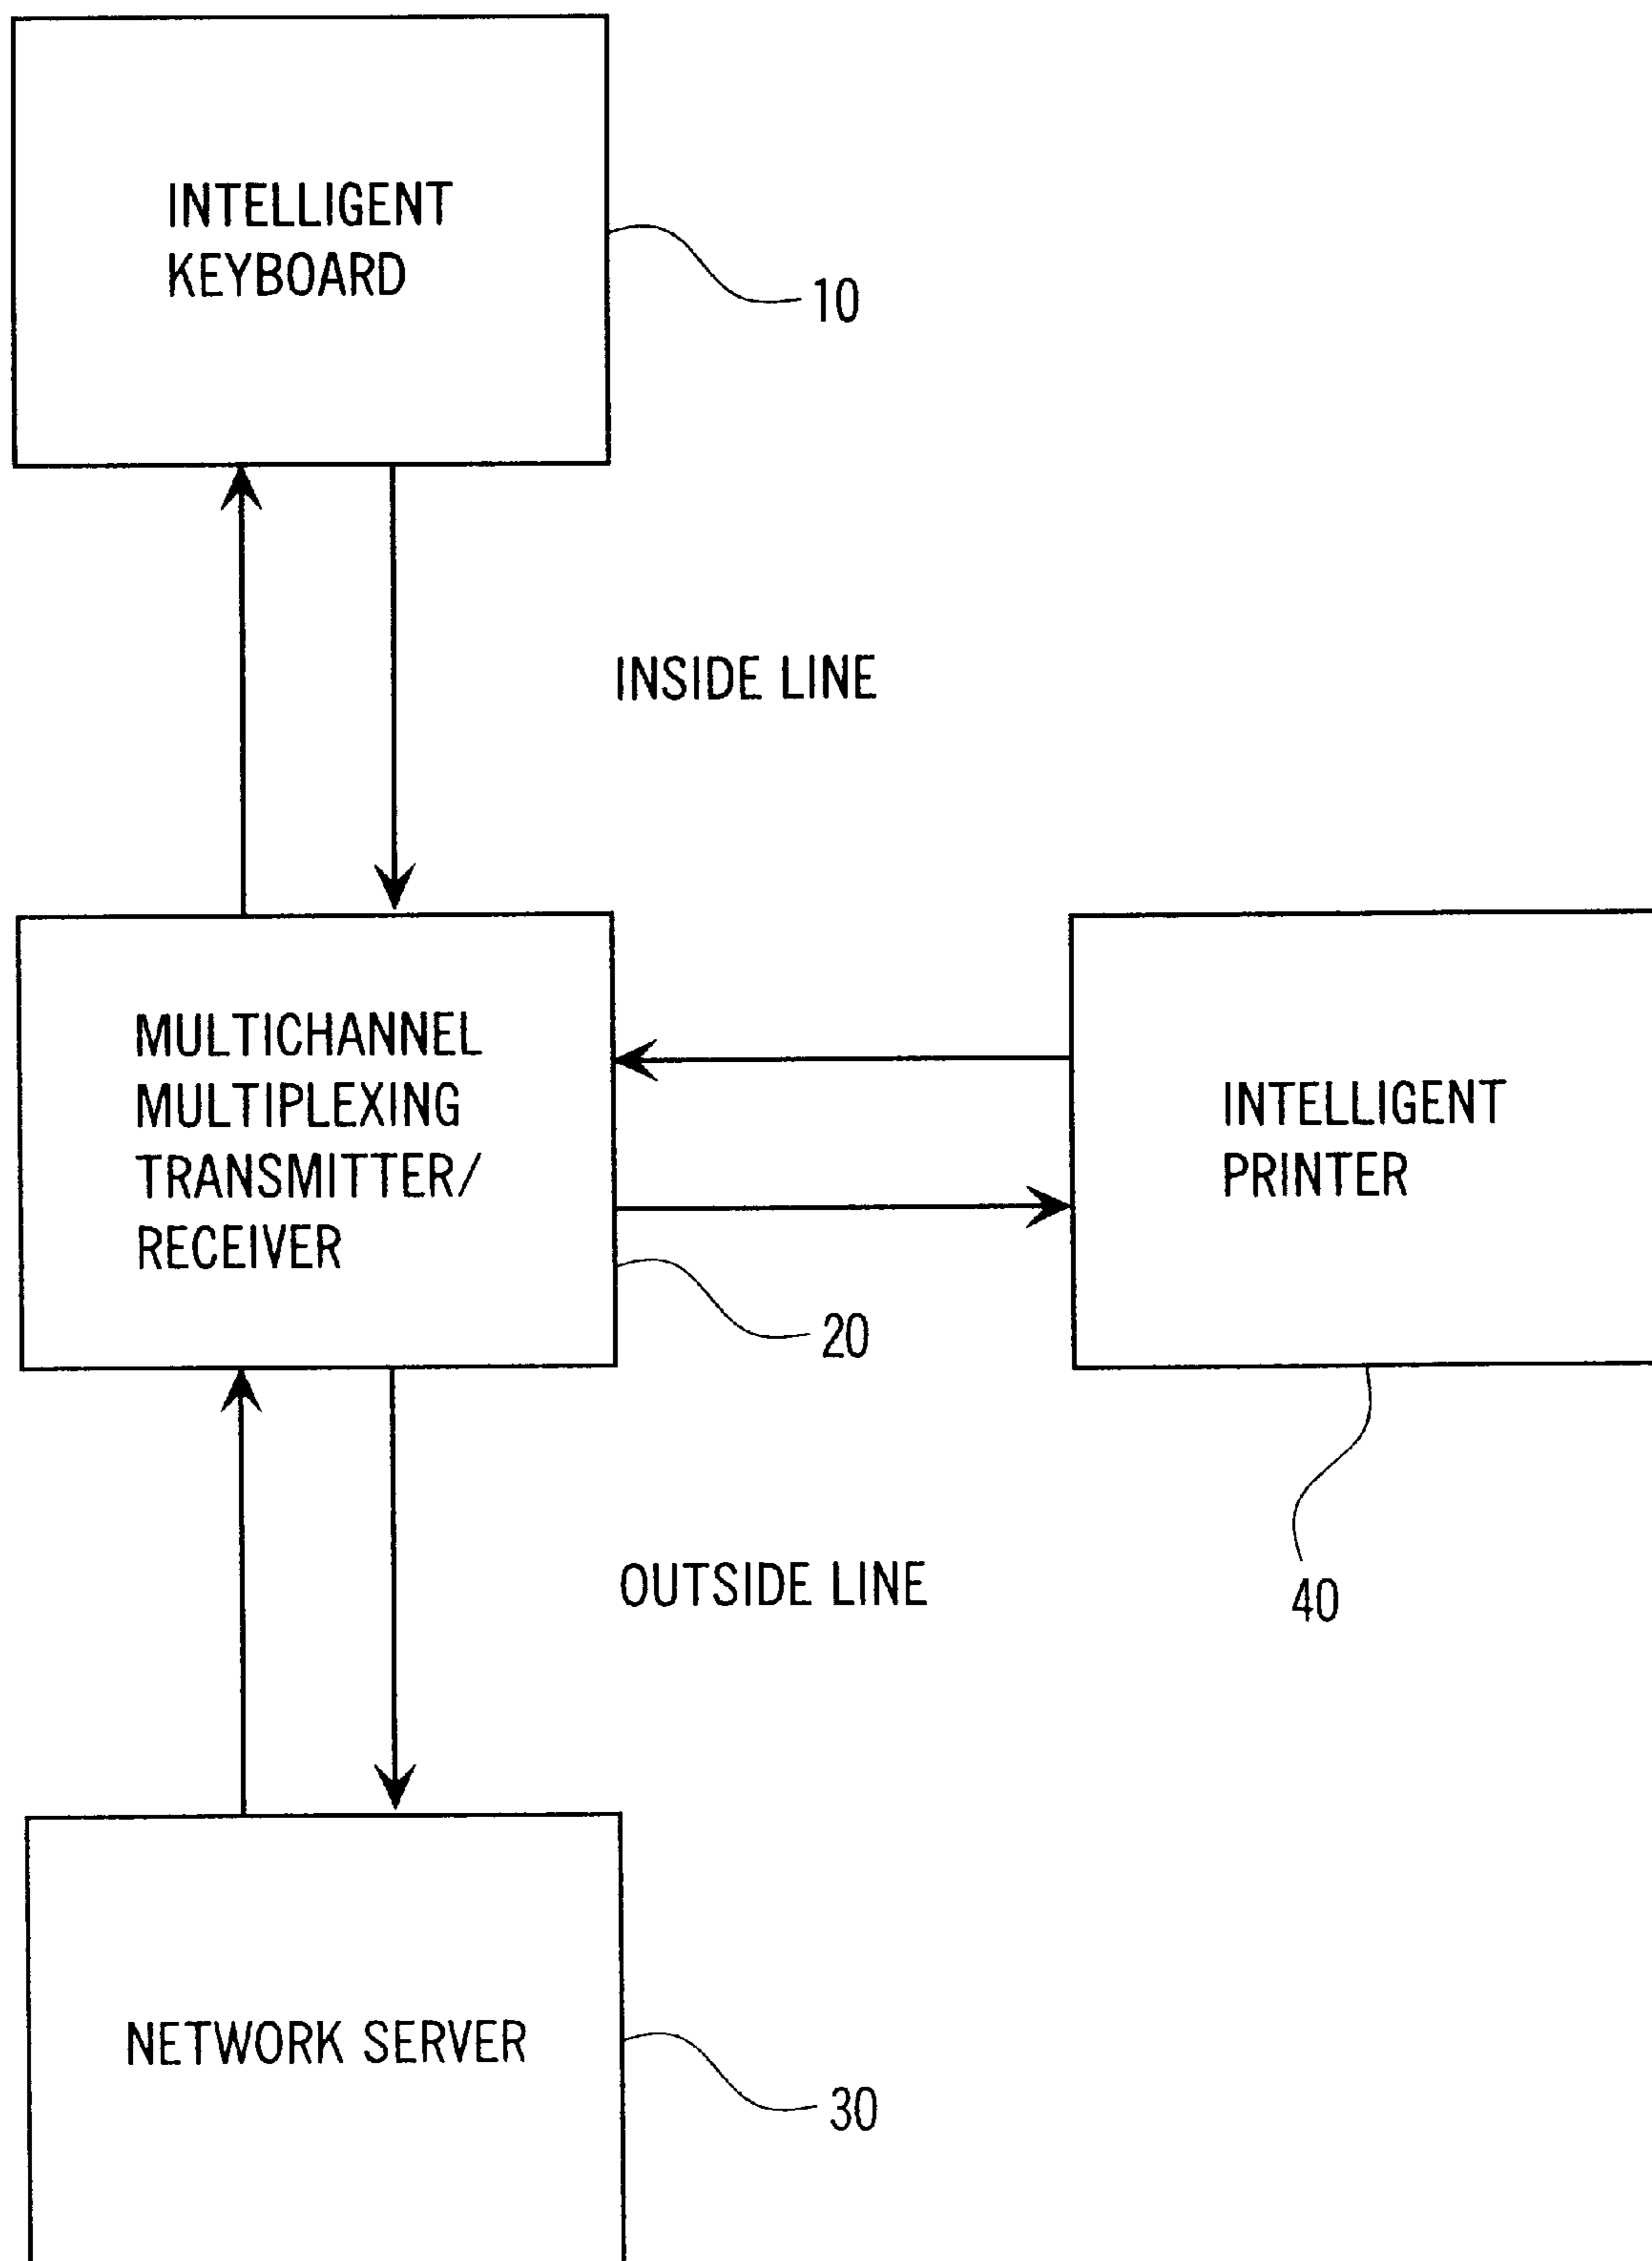 INTELLIGENT
KEYBOARD
10
INSIDE LINE
MULTICHANNEL
MULTIPLEXING
TRANSMITTER/
RECEIVER
20
INTELLIGENT
PRINTER
40
OUTSIDE LINE
NETWORK SERVER
30